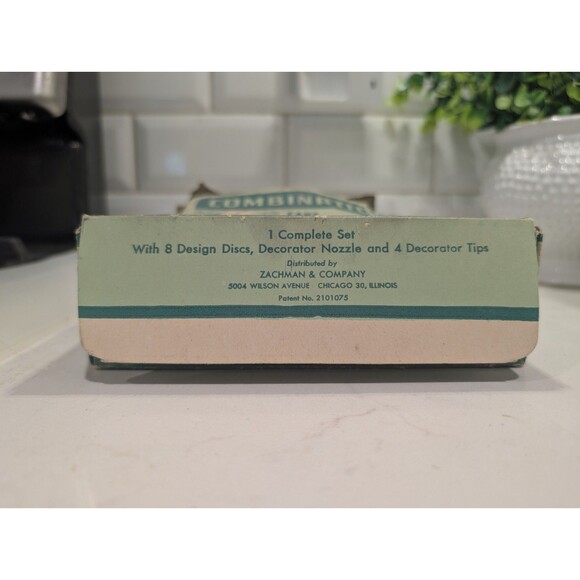 COMBINATIO
1 Complete Set
With 8 Design Discs, Decorator Nozzle and 4 Decorator Tips
Distributed by
ZACHMAN & COMPANY
5004 WILSON AVENUE CHICAGO 30, ILLINOIS
Patent No. 2101075